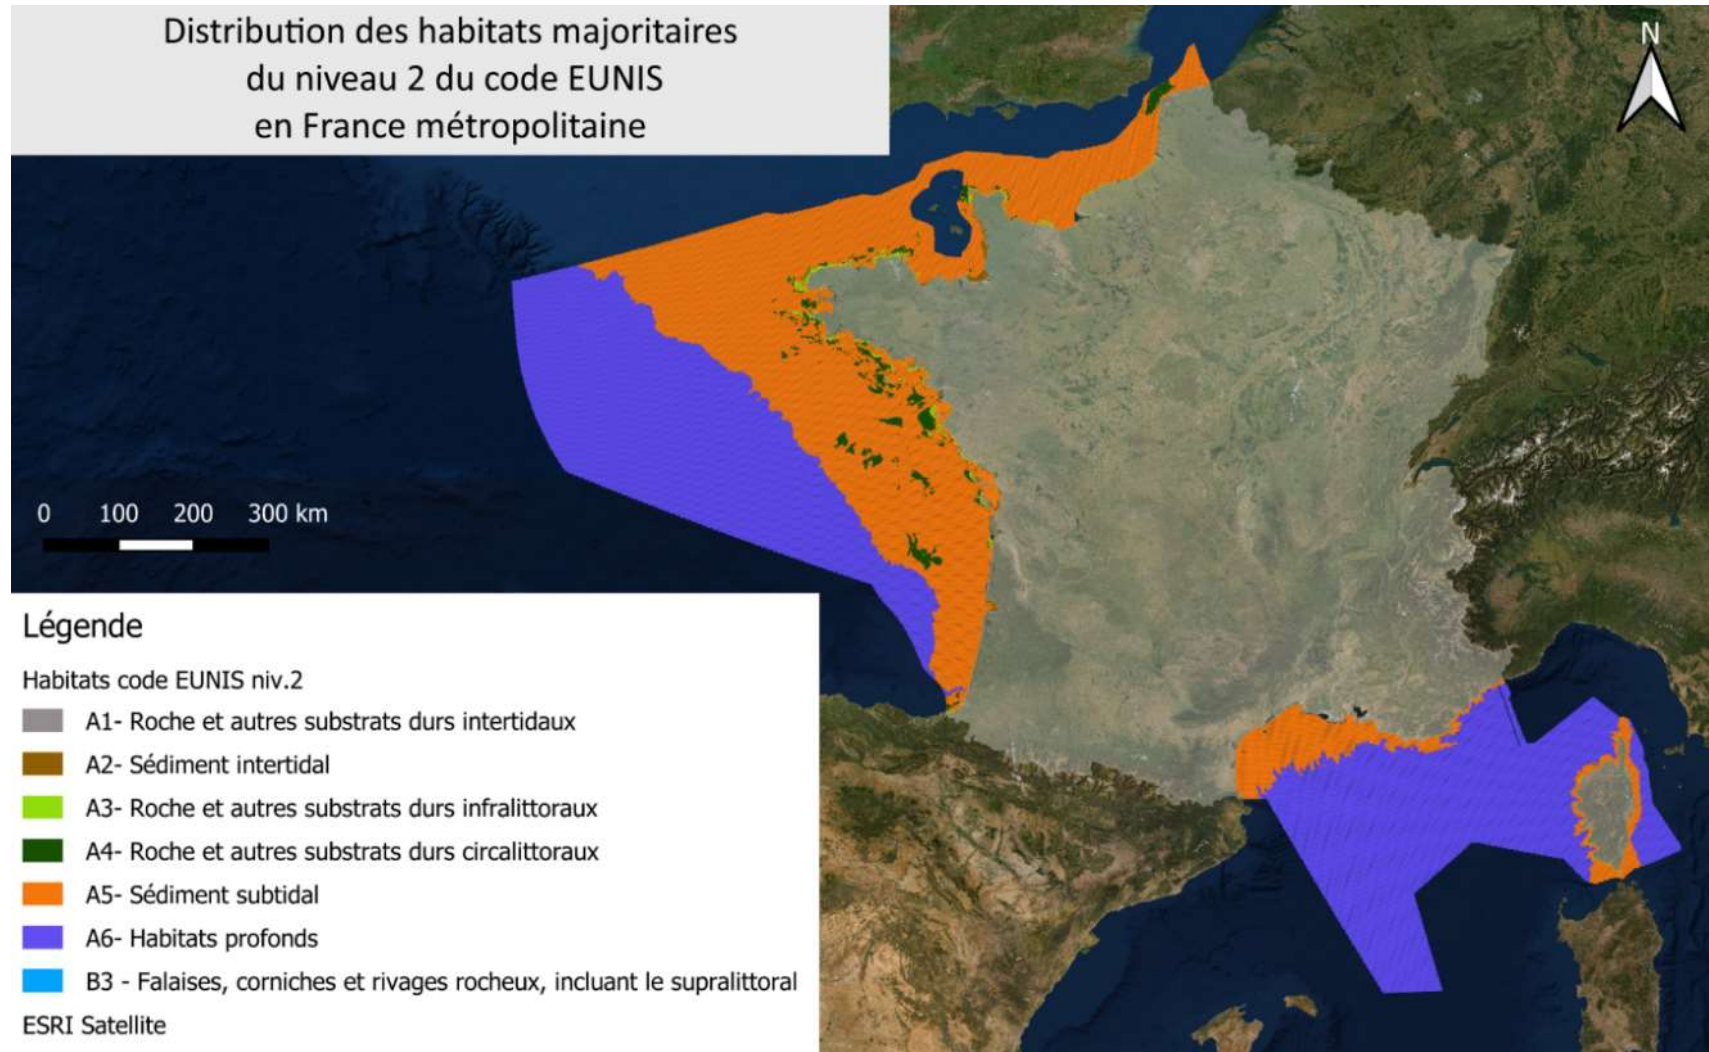 Distribution des habitats majoritaires
du niveau 2 du code EUNIS
en France métropolitaine
N
0 100 200 300 km
Légende
Habitats code EUNIS niv.2
A1- Roche et autres substrats durs intertidaux
A2- Sédiment intertidal
A3- Roche et autres substrats durs infralittoraux
A4- Roche et autres substrats durs circalittoraux
A5- Sédiment subtidal
A6- Habitats profonds
B3 - Falaises, corniches et rivages rocheux, incluant le supralittoral
ESRI Satellite